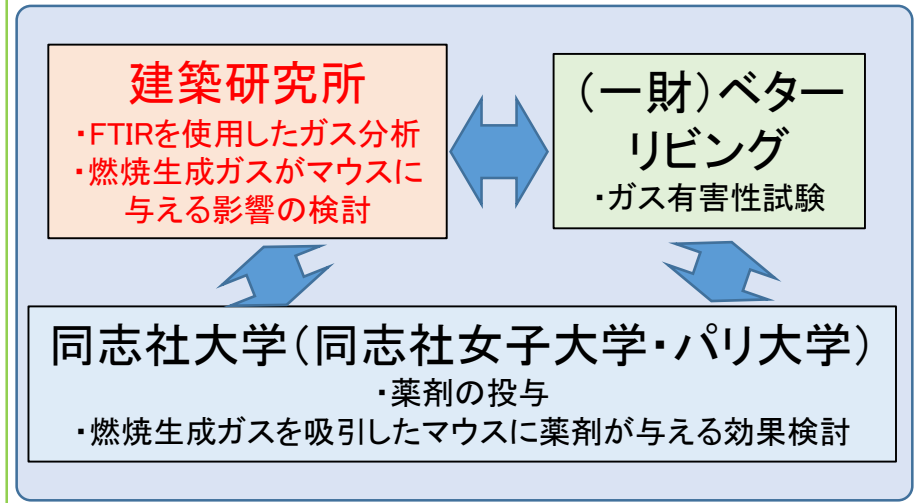 建築研究所
・FTIRを使用したガス分析
・燃焼生成ガスがマウスに
与える影響の検討
(一財)ベター
リビング
・ガス有害性試験
同志社大学(同志社女子大学・パリ大学)
・薬剤の投与
・燃焼生成ガスを吸引したマウスに薬剤が与える効果検討